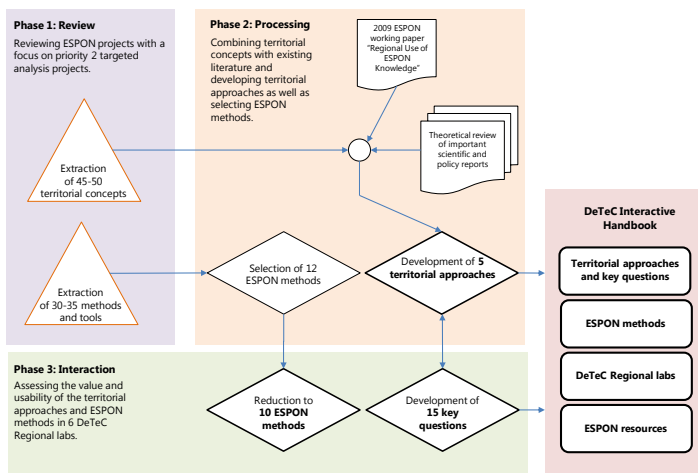 Phase 1: Review
Reviewing ESPON projects with a
focus on priority 2 targeted
analysis projects.
Extraction
of 45-50
territorial concepts
Extraction
of 30-35 methods
and tools
Phase 2: Processing
Combining territorial
concepts with existing
literature and
developing territorial
approaches as well as
selecting ESPON
methods.
2009 ESPON
working paper
“Regional Use of
ESPON
Knowledge”
Theoretical review
of important
scientific and
policy reports
Selection of 12
ESPON methods
Development of 5
territorial approaches
Phase 3: Interaction
Assessing the value and
usability of the territorial
approaches and ESPON
methods in 6 DeTeC
Regional labs.
Reduction to
10 ESPON
methods
Development of
15 key
questions
DeTeC Interactive
Handbook
Territorial approaches
and key questions
ESPON methods
DeTeC Regional labs
ESPON resources